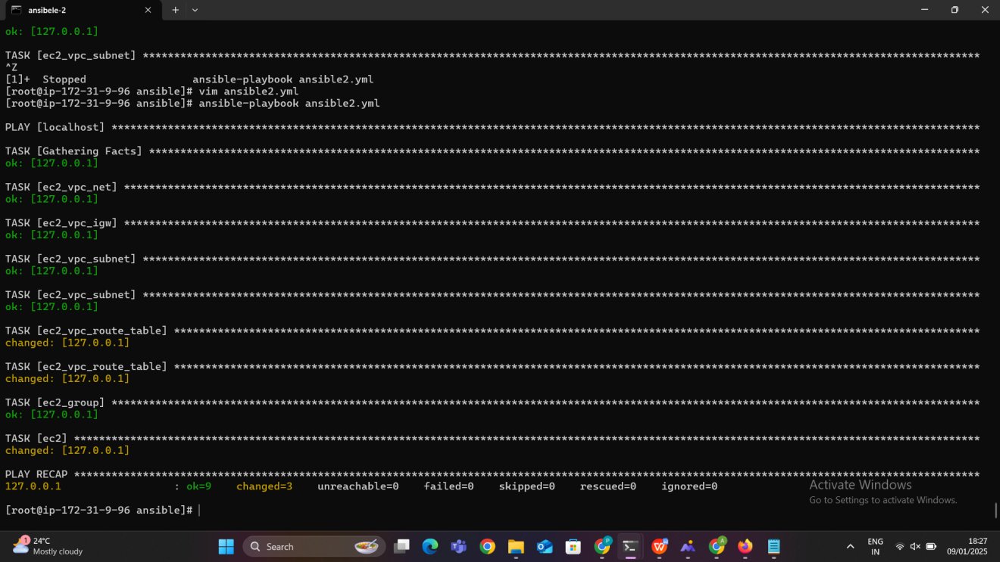 ansibele-2
ok: [127.0.0.1]
TASK [ec2_vpc_subnet] **************************************************************************************************************************************
^Z
[1]+  Stopped                 ansible-playbook ansible2.yml
[root@ip-172-31-9-96 ansible]# vim ansible2.yml
[root@ip-172-31-9-96 ansible]# ansible-playbook ansible2.yml
PLAY [localhost] *******************************************************************************************************************************************
TASK [Gathering Facts] *************************************************************************************************************************************
ok: [127.0.0.1]
TASK [ec2_vpc_net] *****************************************************************************************************************************************
ok: [127.0.0.1]
TASK [ec2_vpc_igw] *****************************************************************************************************************************************
ok: [127.0.0.1]
TASK [ec2_vpc_subnet] **************************************************************************************************************************************
ok: [127.0.0.1]
TASK [ec2_vpc_subnet] **************************************************************************************************************************************
ok: [127.0.0.1]
TASK [ec2_vpc_route_table] *********************************************************************************************************************************
changed: [127.0.0.1]
TASK [ec2_vpc_route_table] *********************************************************************************************************************************
changed: [127.0.0.1]
TASK [ec2_group] *******************************************************************************************************************************************
ok: [127.0.0.1]
TASK [ec2] *************************************************************************************************************************************************
changed: [127.0.0.1]
PLAY RECAP *************************************************************************************************************************************************
127.0.0.1                  : ok=9    changed=3    unreachable=0    failed=0    skipped=0    rescued=0    ignored=0
[root@ip-172-31-9-96 ansible]#
Activate Windows
Go to Settings to activate Windows.
1
24°C
Mostly cloudy
Search
P
A
ENG
IN
18:27
09/01/2025